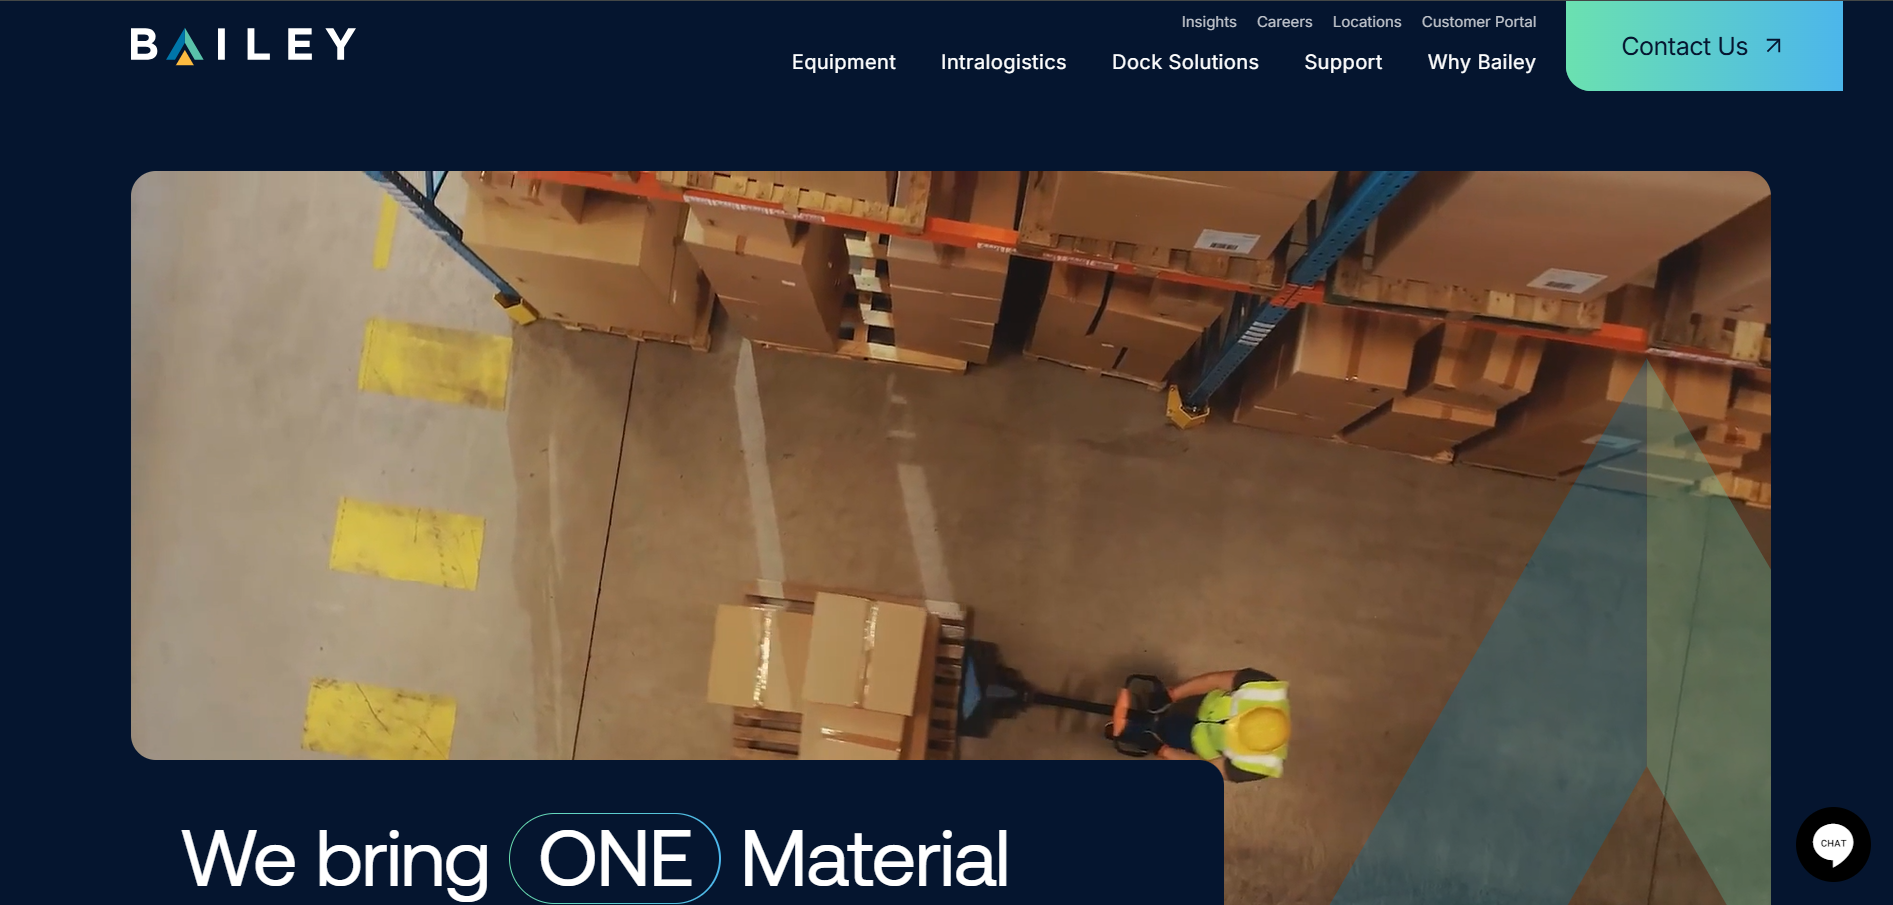 BAILEY
Insights Careers Locations Customer Portal
Equipment Intralogistics Dock Solutions Support Why Bailey
Contact Us
We bring ONE Material
CHAT